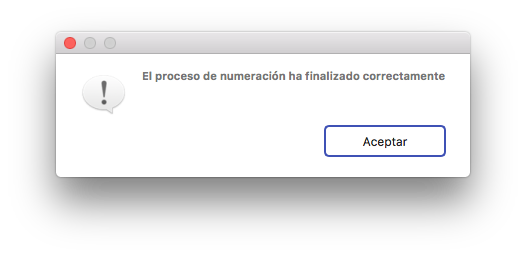 El proceso de numeración ha finalizado correctamente
Aceptar